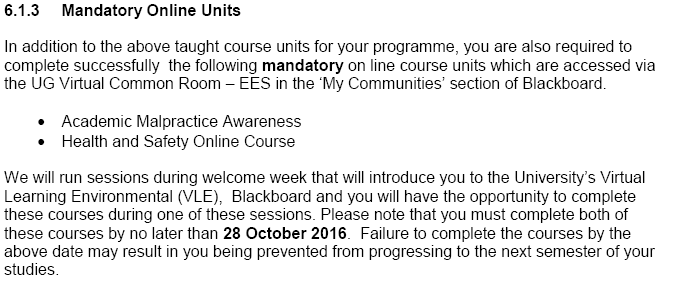 6.1.3 Mandatory Online Units
In addition to the above taught course units for your programme, you are also required to
complete successfully the following mandatory on line course units which are accessed via
the UG Virtual Common Room – EES in the ‘My Communities’ section of Blackboard.
• Academic Malpractice Awareness
• Health and Safety Online Course
We will run sessions during welcome week that will introduce you to the University’s Virtual
Learning Environmental (VLE), Blackboard and you will have the opportunity to complete
these courses during one of these sessions. Please note that you must complete both of
these courses by no later than 28 October 2016. Failure to complete the courses by the
above date may result in you being prevented from progressing to the next semester of your
studies.